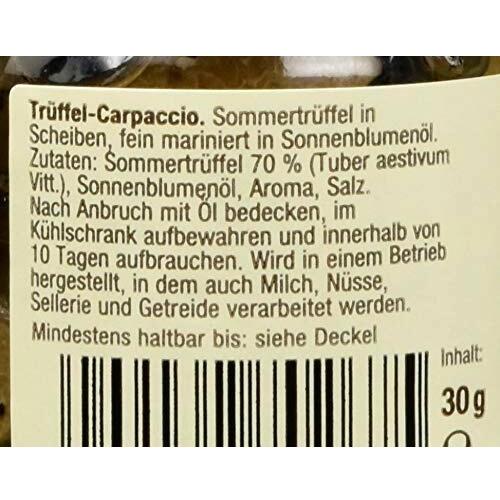 Trüffel-Carpaccio. Sommertrüffel in
Scheiben, fein mariniert in Sonnenblumenöl.
Zutaten: Sommertrüffel 70 % (Tuber aestivum
Vitt.), Sonnenblumenöl, Aroma, Salz.
Nach Anbruch mit Öl bedecken, im
Kühlschrank aufbewahren und innerhalb von
10 Tagen aufbrauchen. Wird in einem Betrieb
hergestellt, in dem auch Milch, Nüsse,
Sellerie und Getreide verarbeitet werden.
Mindestens haltbar bis: siehe Deckel
Inhalt:
30g